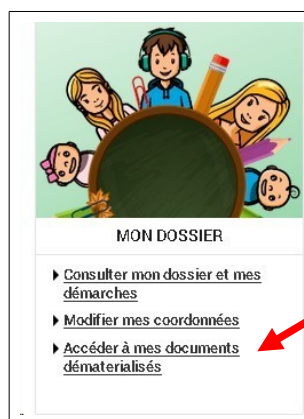 MON DOSSIER
Consulter mon dossier et mes
démarches
Modifier mes coordonnées
Accéder à mes documents
dématerialisés